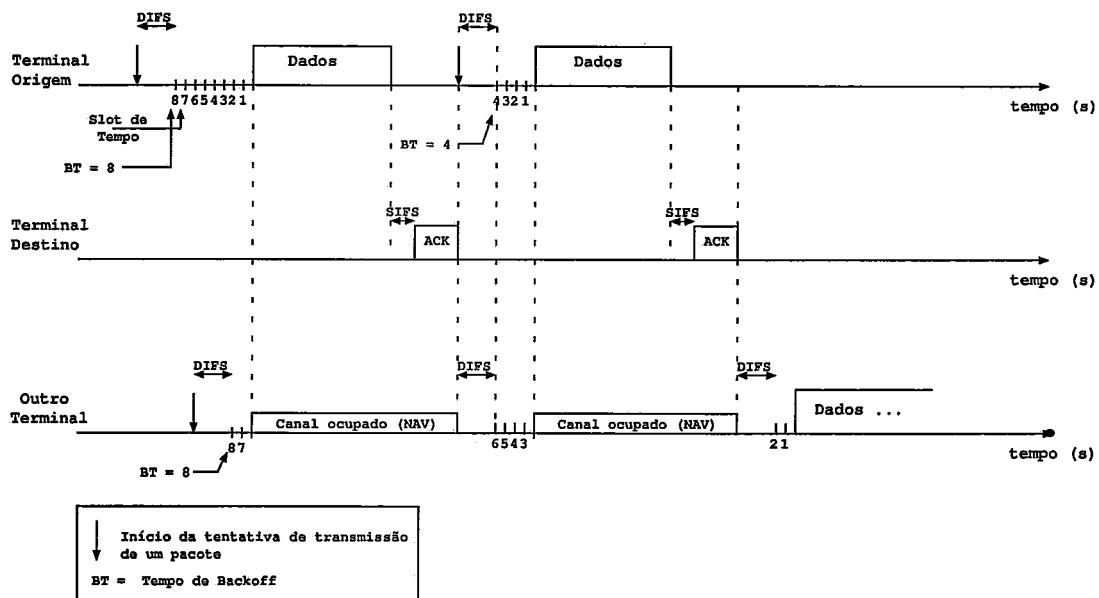 DIFS
DIFS
Terminal
Origem
Dados
Dados
87654321
4321
tempo (s)
Slot de
Tempo
BT = 8
BT = 4
Terminal
Destino
SIFS
ACK
SIFS
ACK
tempo (s)
DIFS
DIFS
DIFS
Outro
Terminal
Canal ocupado (NAV)
Canal ocupado (NAV)
Dados ...
87
6543
21
tempo (s)
BT = 8
Início da tentativa de transmissão
de um pacote
BT = Tempo de Backoff